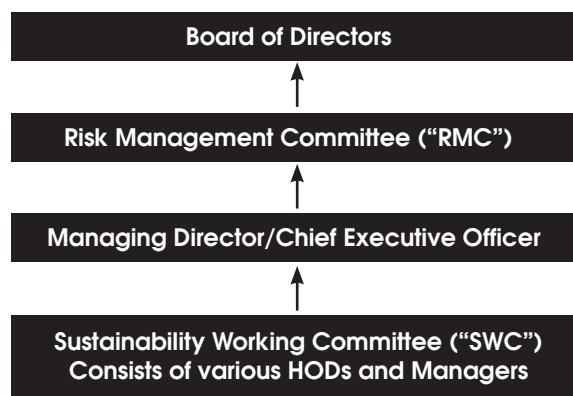 Board of Directors
Risk Management Committee (“RMC”)
Managing Director/Chief Executive Officer
Sustainability Working Committee (“SWC”)
Consists of various HODs and Managers